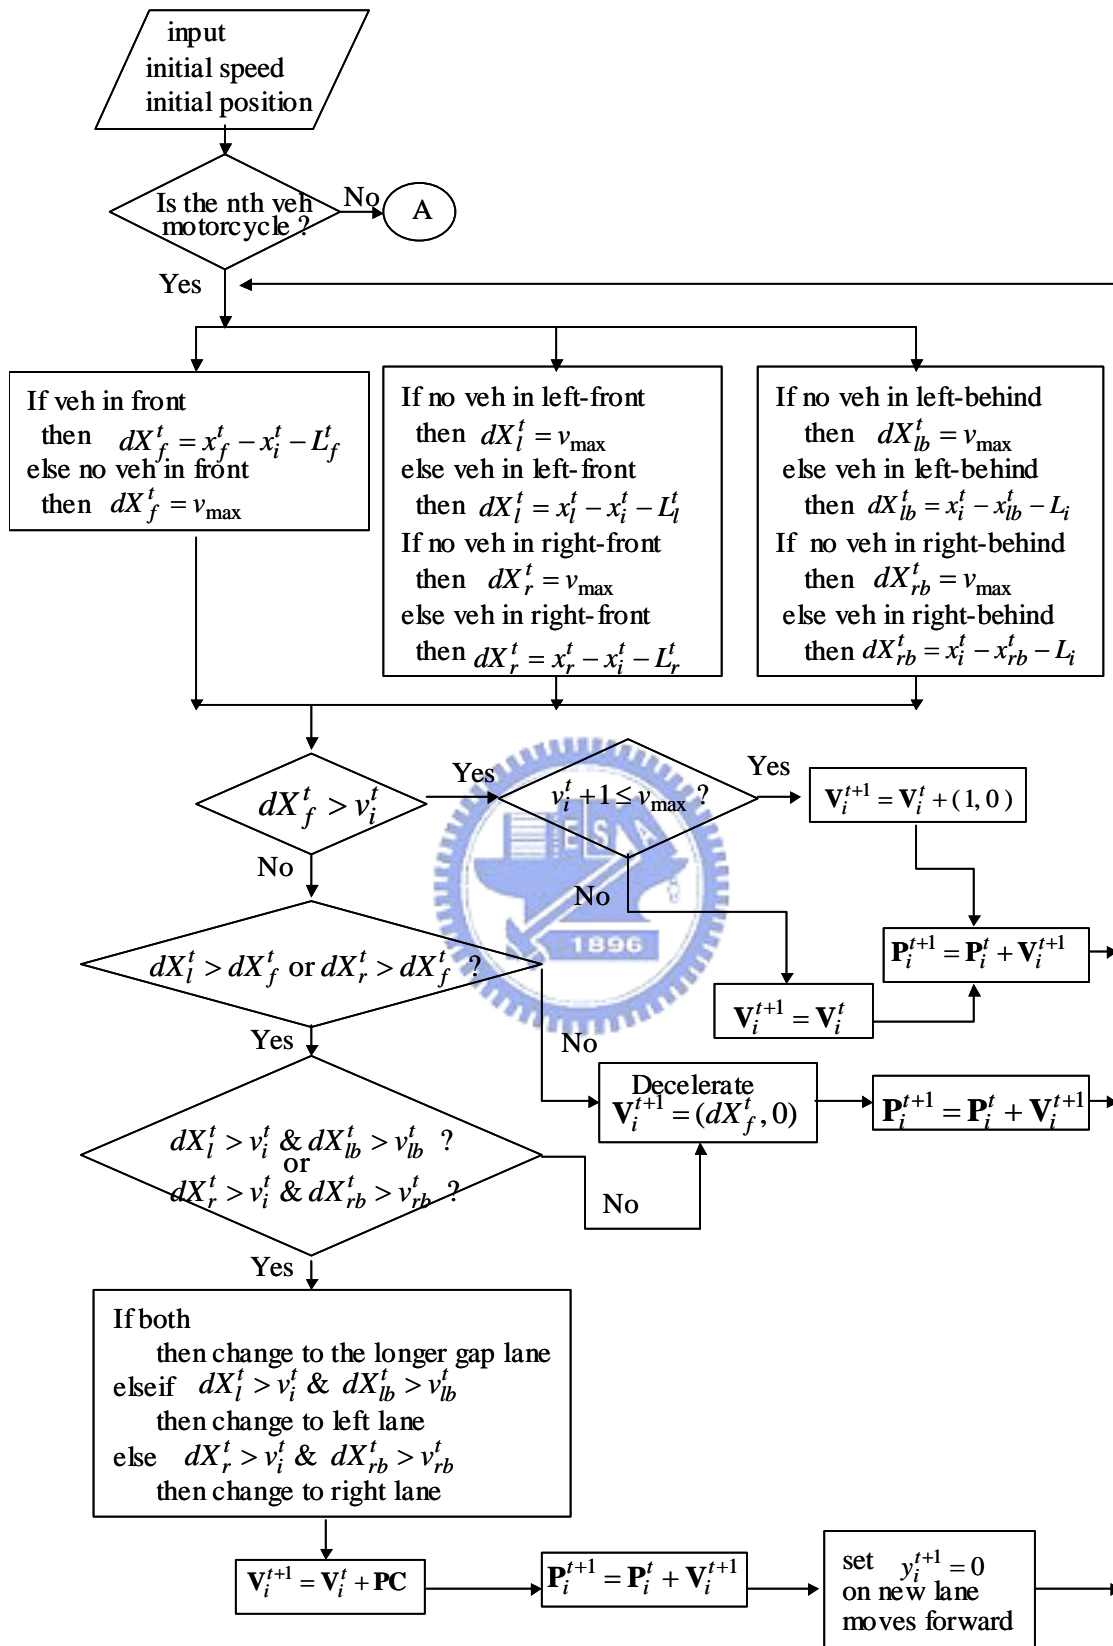 input
initial speed
initial position
Is the nth veh
motorcycle ?
No
A
Yes
If veh in front
then dX_f^t = x_f^t − x_i^t − L_f^t
else no veh in front
then dX_f^t = v_max
If no veh in left-front
then dX_l^t = v_max
else veh in left-front
then dX_l^t = x_l^t − x_i^t − L_l^t
If no veh in right-front
then dX_r^t = v_max
else veh in right-front
then dX_r^t = x_r^t − x_i^t − L_r^t
If no veh in left-behind
then dX_lb^t = v_max
else veh in left-behind
then dX_lb^t = x_i^t − x_lb^t − L_i
If no veh in right-behind
then dX_rb^t = v_max
else veh in right-behind
then dX_rb^t = x_i^t − x_rb^t − L_i
dX_f^t > v_i^t
Yes
v_i^t + 1 ≤ v_max ?
Yes
V_i^{t+1} = V_i^t + (1, 0)
No
No
ESA
1896
P_i^{t+1} = P_i^t + V_i^{t+1}
V_i^{t+1} = V_i^t
dX_l^t > dX_f^t or dX_r^t > dX_f^t ?
Yes
No
Decelerate
V_i^{t+1} = (dX_f^t, 0)
P_i^{t+1} = P_i^t + V_i^{t+1}
dX_l^t > v_i^t & dX_lb^t > v_lb^t ?
or
dX_r^t > v_i^t & dX_rb^t > v_rb^t ?
No
Yes
If both
then change to the longer gap lane
elseif dX_l^t > v_i^t & dX_lb^t > v_lb^t
then change to left lane
else dX_r^t > v_i^t & dX_rb^t > v_rb^t
then change to right lane
V_i^{t+1} = V_i^t + PC
P_i^{t+1} = P_i^t + V_i^{t+1}
set y_i^{t+1} = 0
on new lane
moves forward